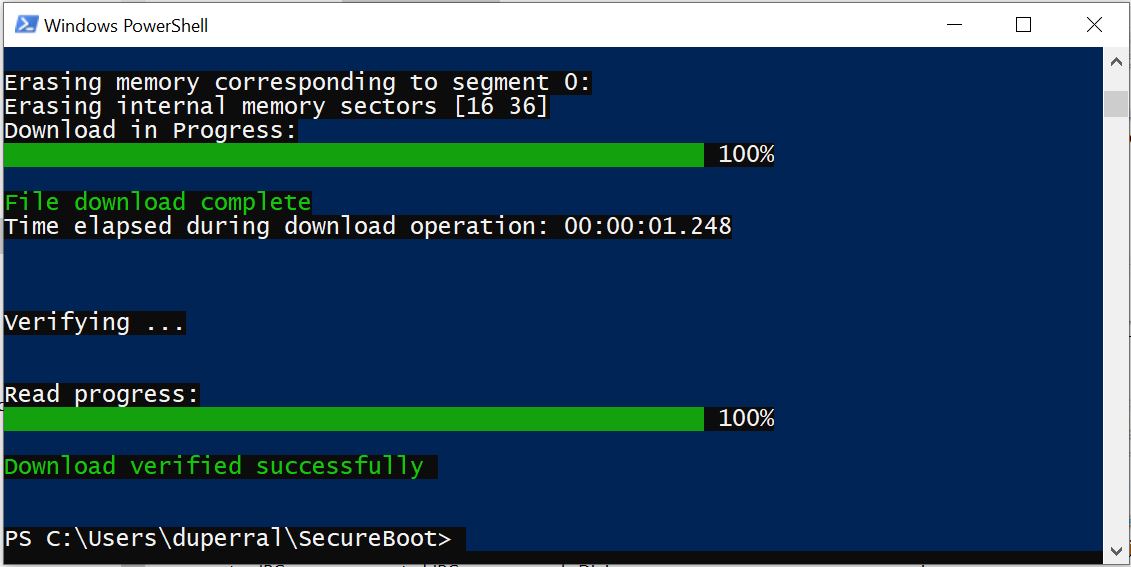 Windows PowerShell
Erasing memory corresponding to segment 0:
Erasing internal memory sectors [16 36]
Download in Progress:
100%
File download complete
Time elapsed during download operation: 00:00:01.248
Verifying ...
Read progress:
100%
Download verified successfully
PS C:\Users\duperral\SecureBoot>